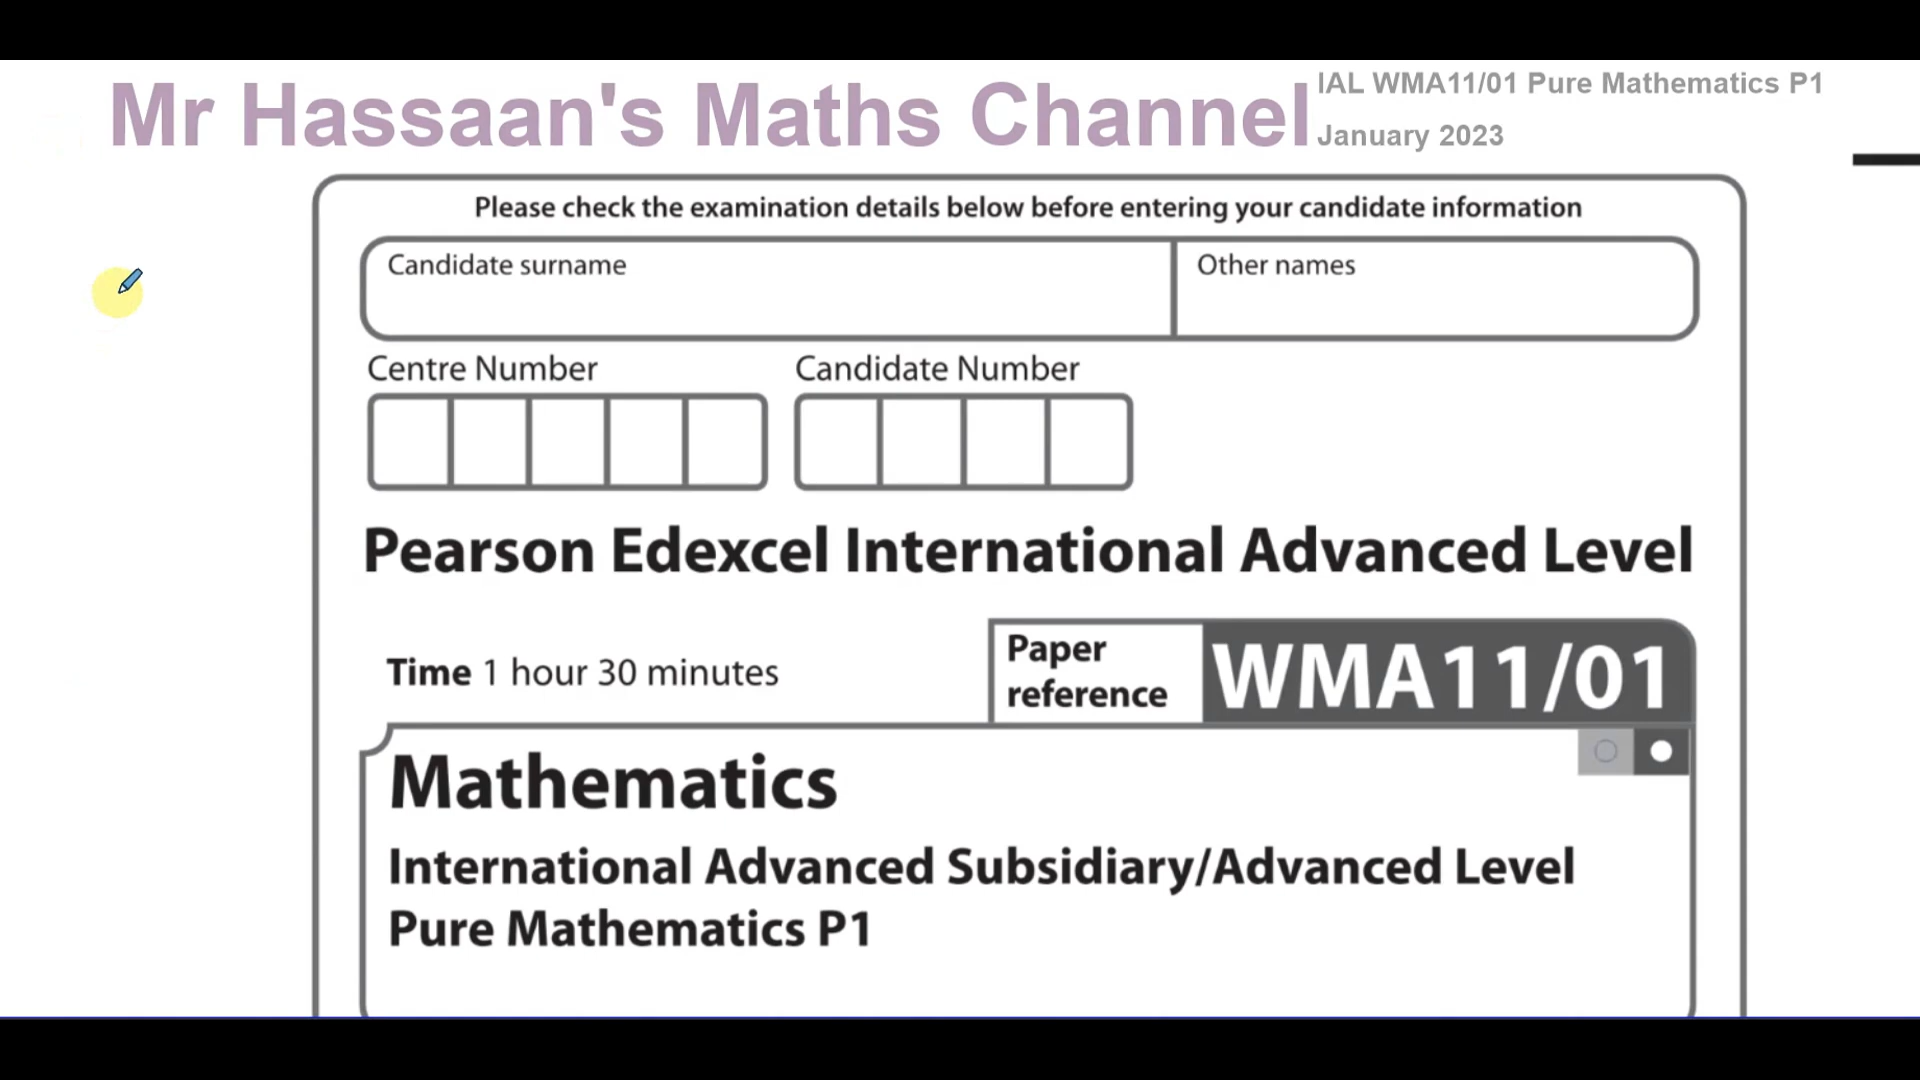 Mr Hassaan's Maths Channel
IAL WMA11/01 Pure Mathematics P1
January 2023
Please check the examination details below before entering your candidate information
Candidate surname
Other names
Centre Number
Candidate Number
Pearson Edexcel International Advanced Level
Time 1 hour 30 minutes
Paper
reference
WMA11/01
Mathematics
International Advanced Subsidiary/Advanced Level
Pure Mathematics P1